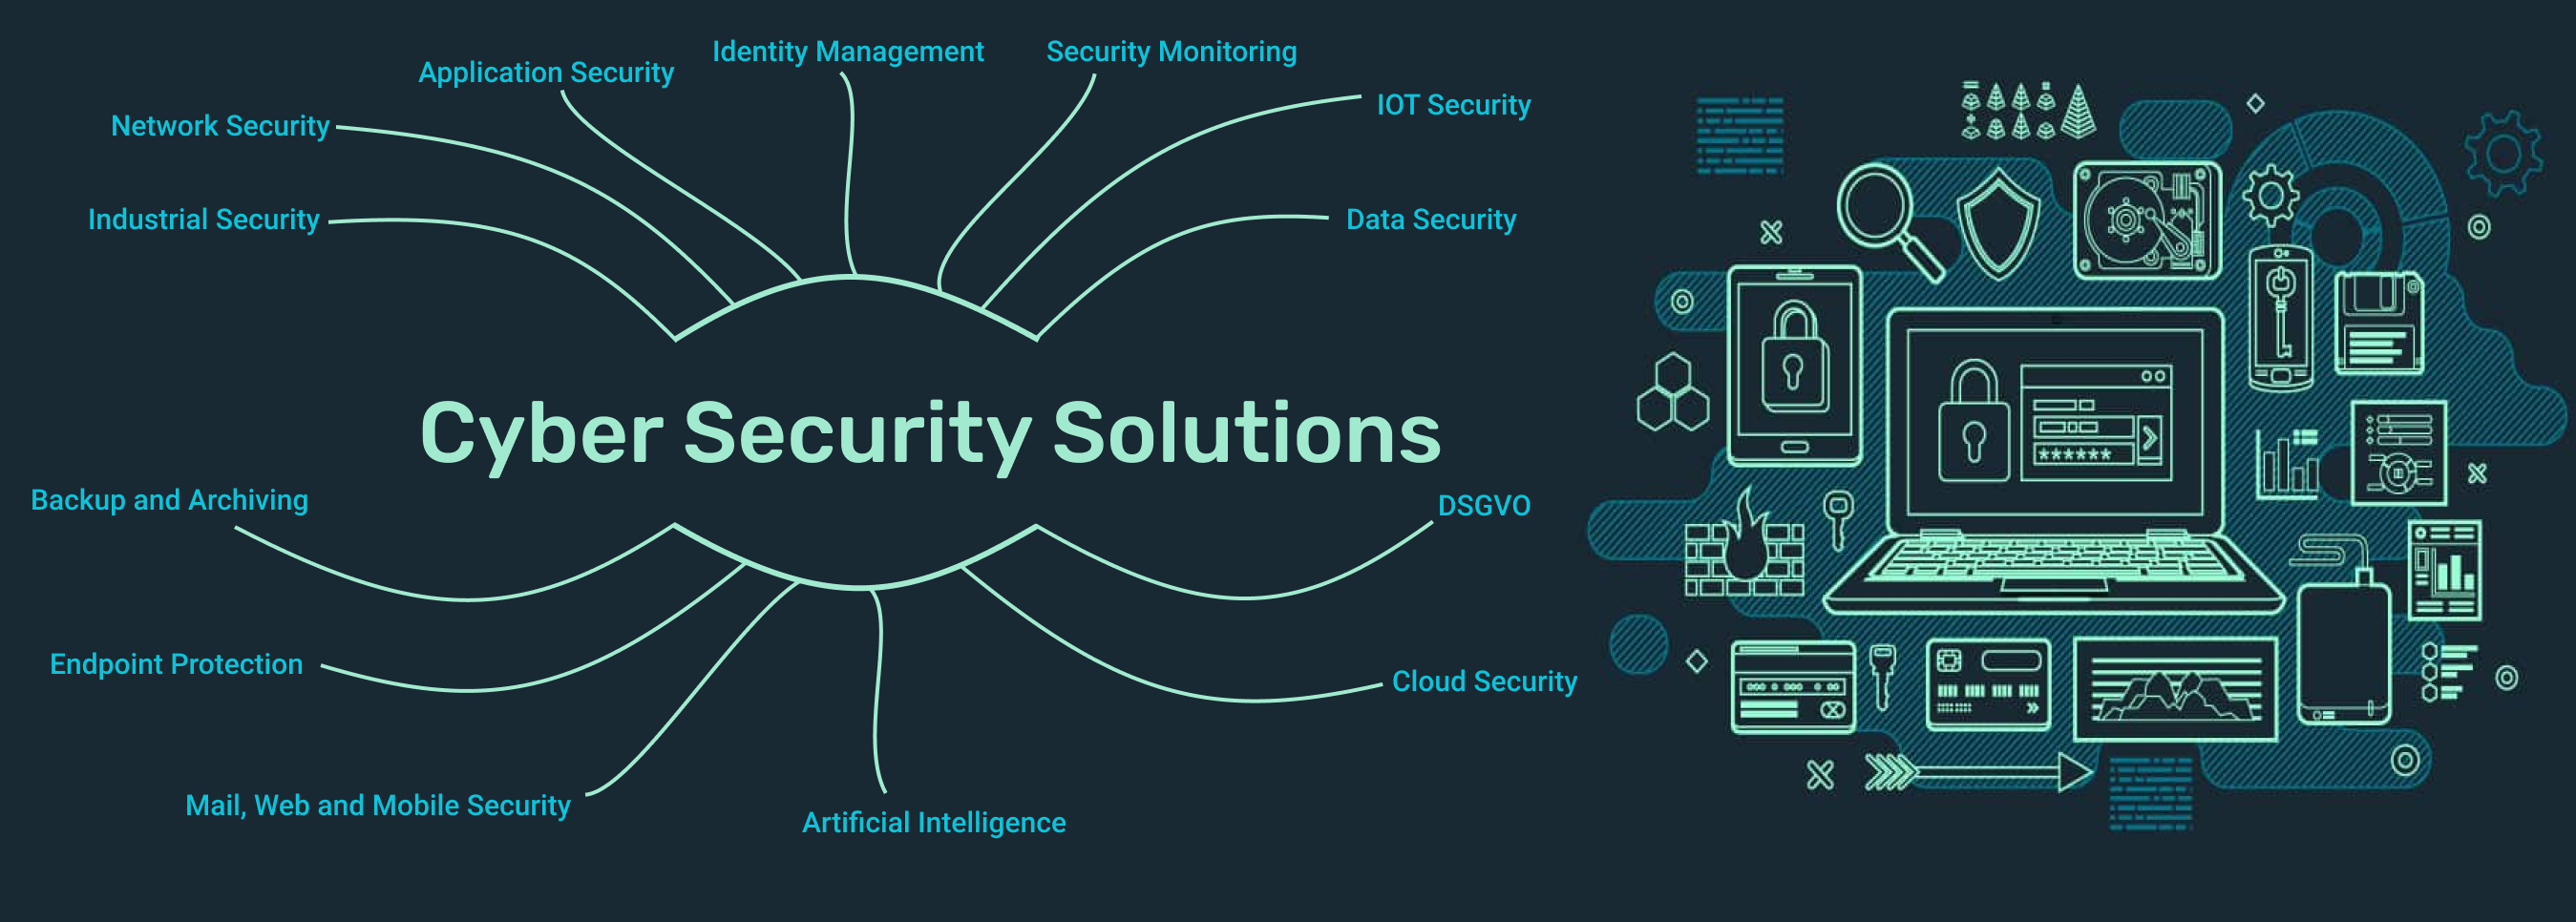 Identity Management
Security Monitoring
Application Security
IOT Security
Network Security
Industrial Security
Data Security
Cyber Security Solutions
Backup and Archiving
DSGVO
Endpoint Protection
Cloud Security
Mail, Web and Mobile Security
Artificial Intelligence
******